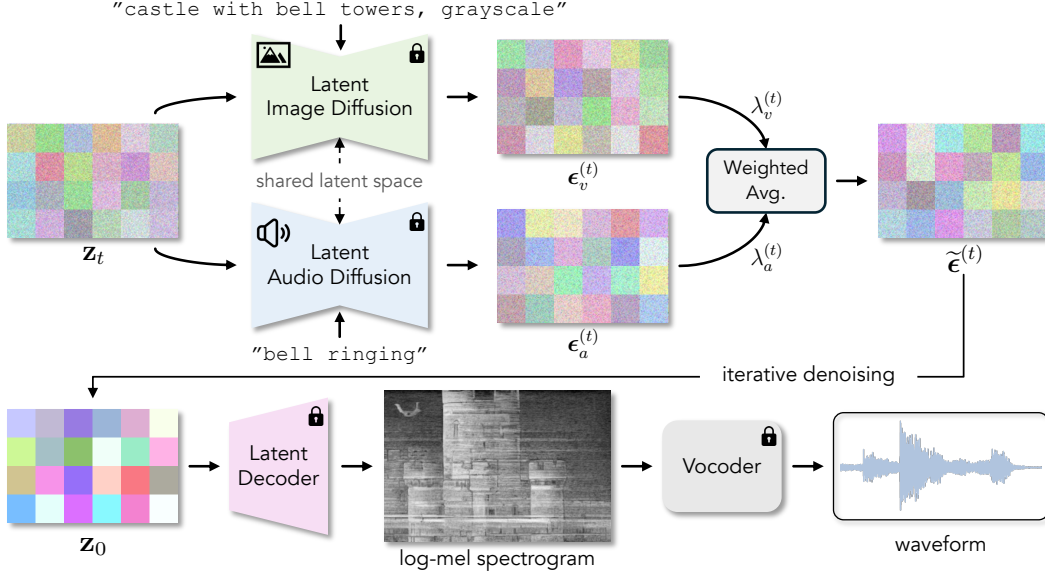 ”castle with bell towers, grayscale”
Latent
Image Diffusion
λ_v^{(t)}
ϵ_v^{(t)}
Weighted
Avg.
shared latent space
z_t
Latent
Audio Diffusion
λ_a^{(t)}
ϵ_a^{(t)}
ϵ̃^{(t)}
”bell ringing”
iterative denoising
Latent
Decoder
Vocoder
z_0
log-mel spectrogram
waveform